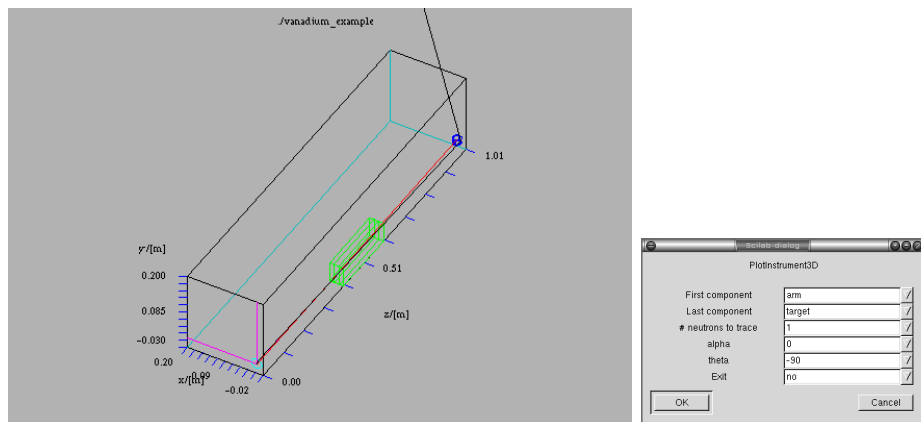 ./vanadium_example
1.01
0.51
z/[m]
y/[m]
0.200
0.085
-0.030
0.20
0.09
x/[m]
-0.02
0.00
Scilab dialog
PlotInstrument3D
First component arm
Last component target
# neutrons to trace 1
alpha 0
theta -90
Exit no
OK Cancel